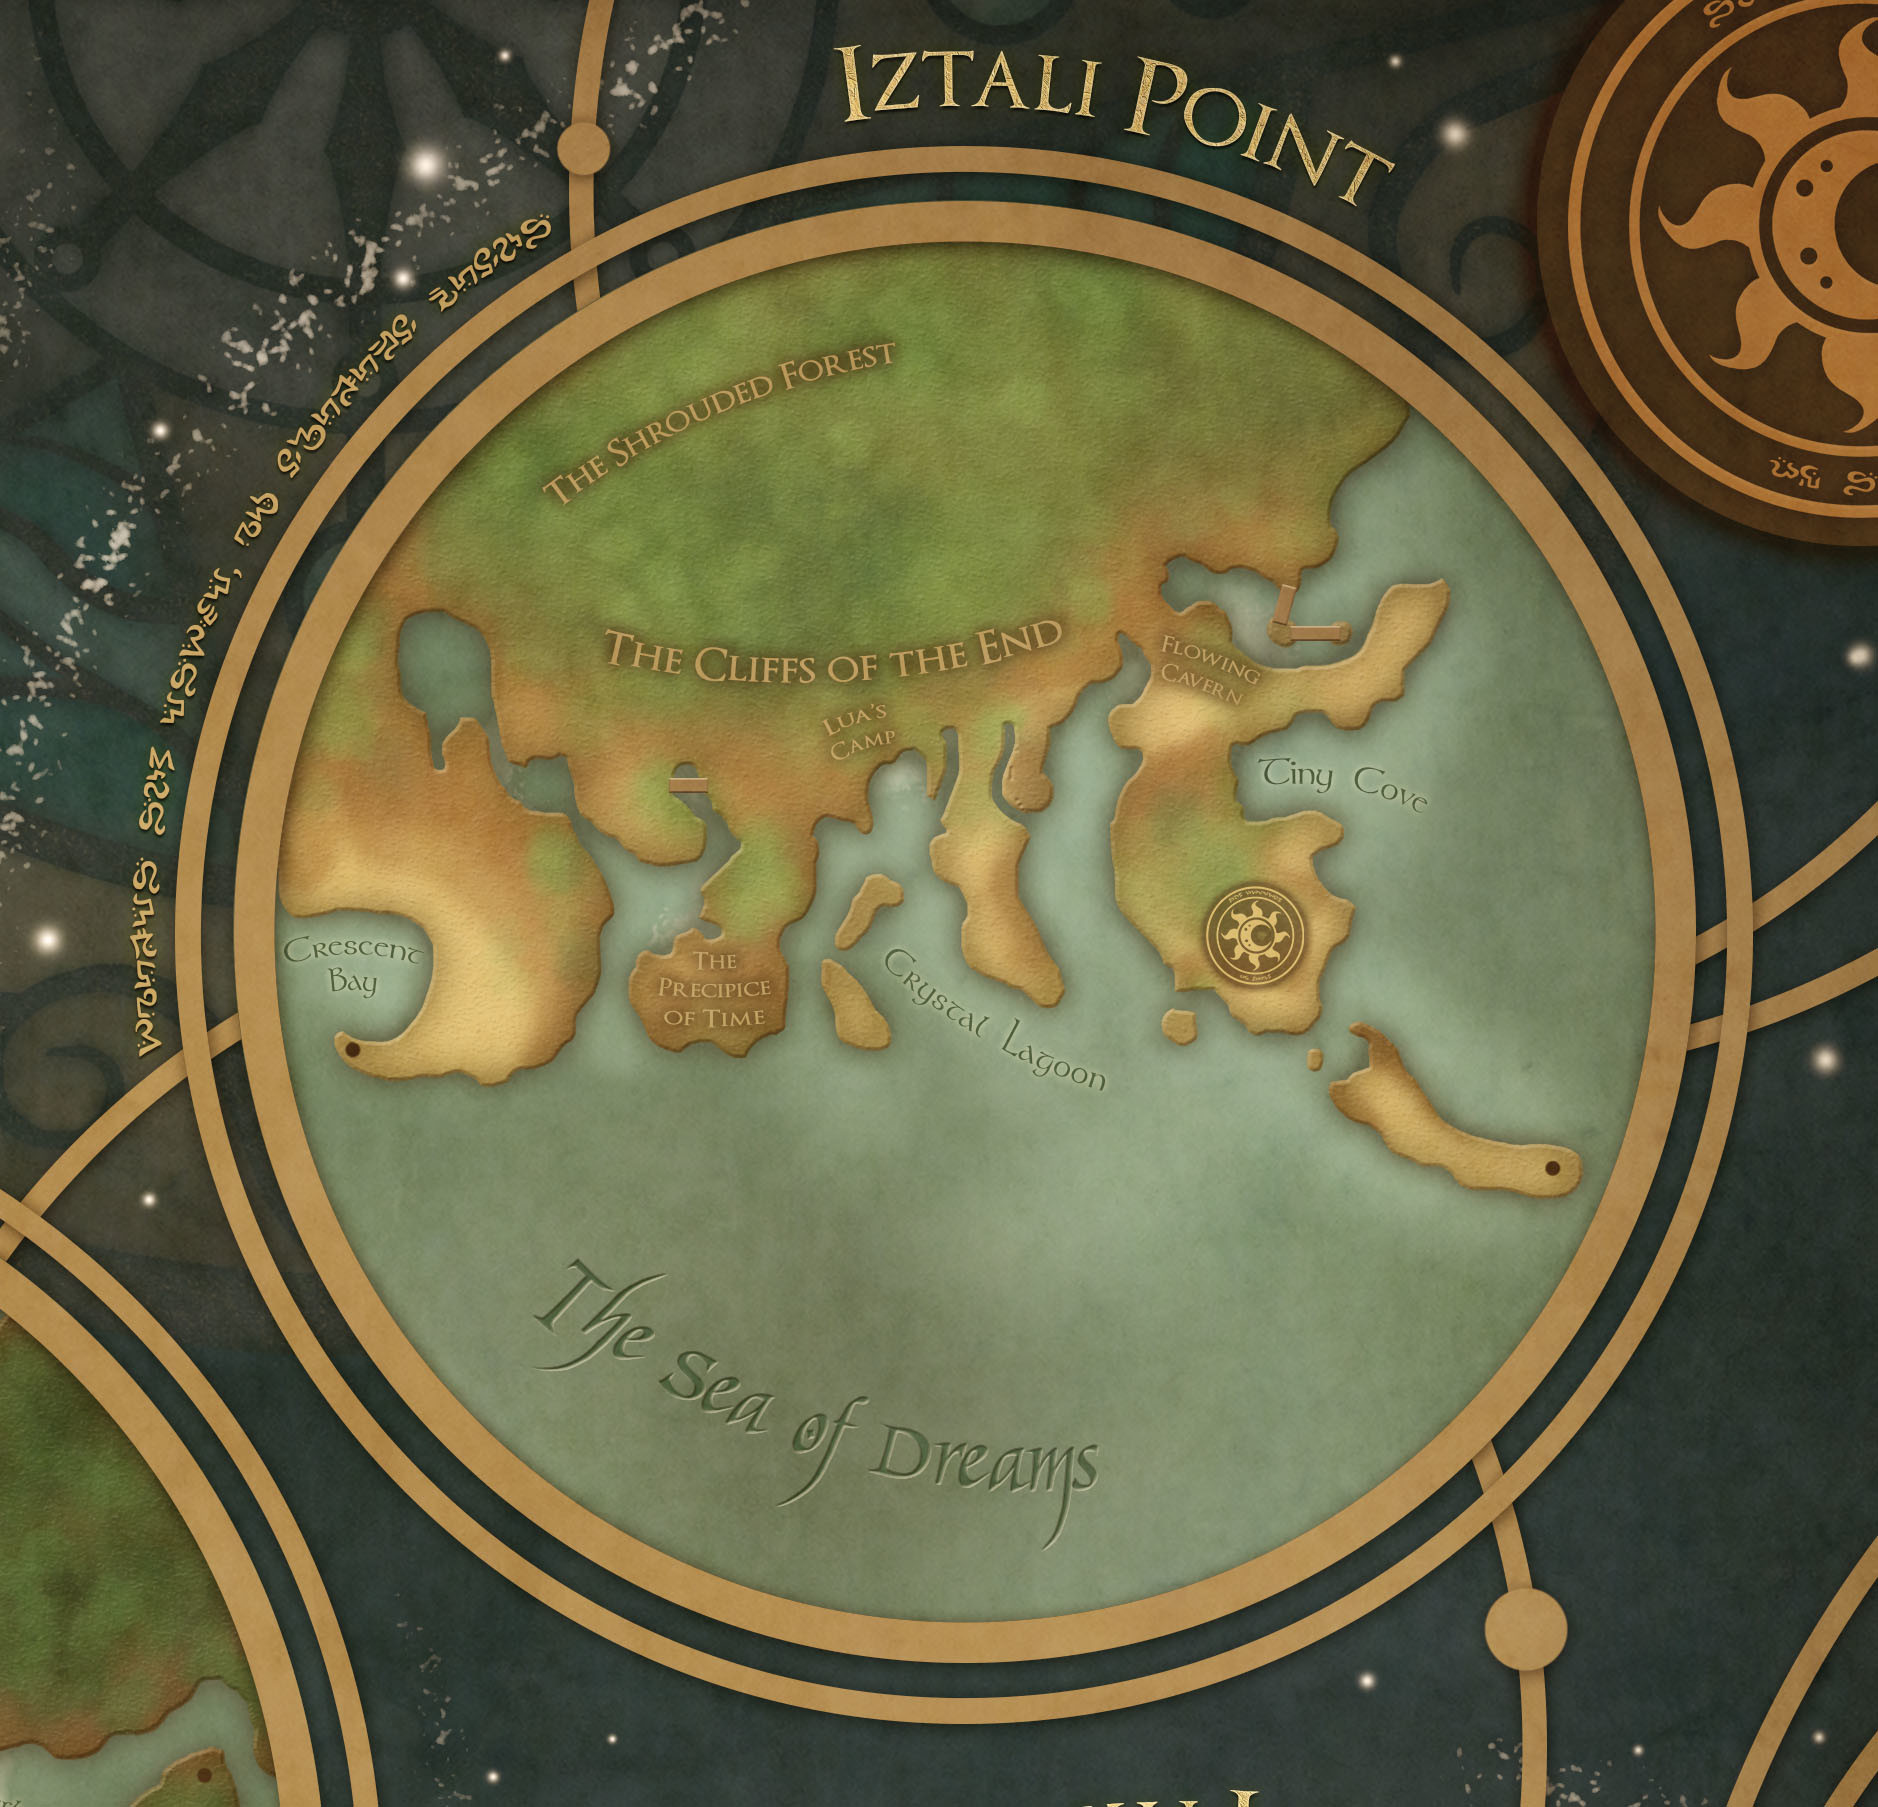 IZTALI POINT
THE SHROUDED FOREST
THE CLIFFS OF THE END
FLOWING
CAVERN
LUA'S
CAMP
Tiny Cove
Crescent
Bay
THE
PRECIPICE
OF TIME
Crystal Lagoon
The Sea of Dreams